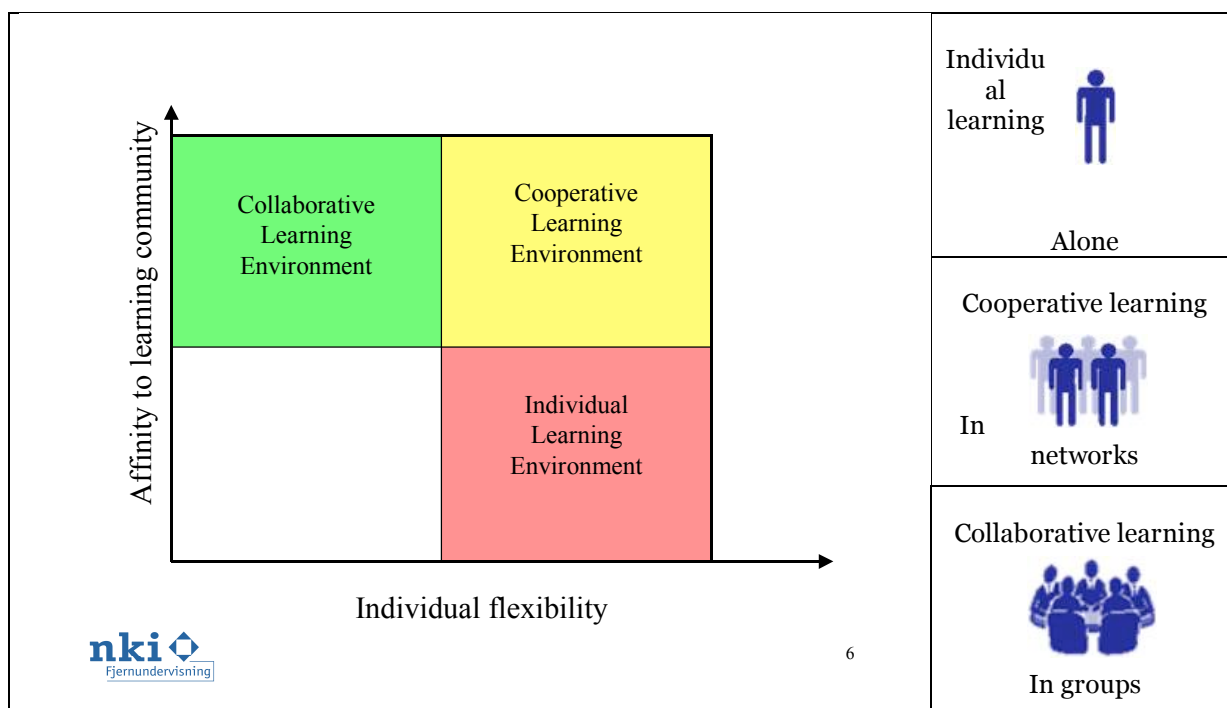 Affinity to learning community
Collaborative
Learning
Environment
Cooperative
Learning
Environment
Individual
Learning
Environment
Individual flexibility
nki
Fjernundervisning
6
Individu
al
learning
Alone
Cooperative learning
In
networks
Collaborative learning
In groups